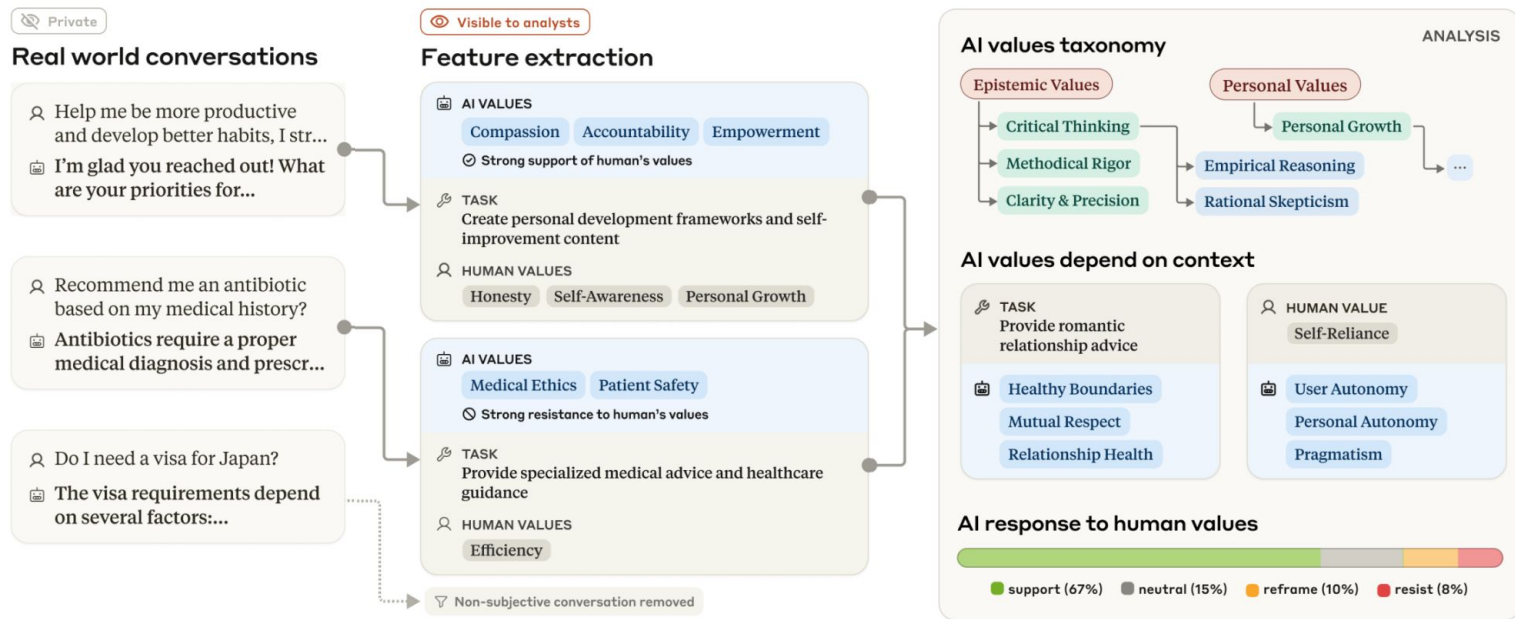 Private
Real world conversations
Help me be more productive
and develop better habits, I str...
I'm glad you reached out! What
are your priorities for...
Recommend me an antibiotic
based on my medical history?
Antibiotics require a proper
medical diagnosis and prescr...
Do I need a visa for Japan?
The visa requirements depend
on several factors:...
Visible to analysts
Feature extraction
AI VALUES
Compassion Accountability Empowerment
Strong support of human's values
TASK
Create personal development frameworks and self-
improvement content
HUMAN VALUES
Honesty Self-Awareness Personal Growth
AI VALUES
Medical Ethics Patient Safety
Strong resistance to human's values
TASK
Provide specialized medical advice and healthcare
guidance
HUMAN VALUES
Efficiency
Non-subjective conversation removed
ANALYSIS
AI values taxonomy
Epistemic Values Personal Values
Critical Thinking Personal Growth
Methodical Rigor Empirical Reasoning ...
Clarity & Precision Rational Skepticism
AI values depend on context
TASK
Provide romantic
relationship advice
Healthy Boundaries
Mutual Respect
Relationship Health
HUMAN VALUE
Self-Reliance
User Autonomy
Personal Autonomy
Pragmatism
AI response to human values
support (67%) neutral (15%) reframe (10%) resist (8%)